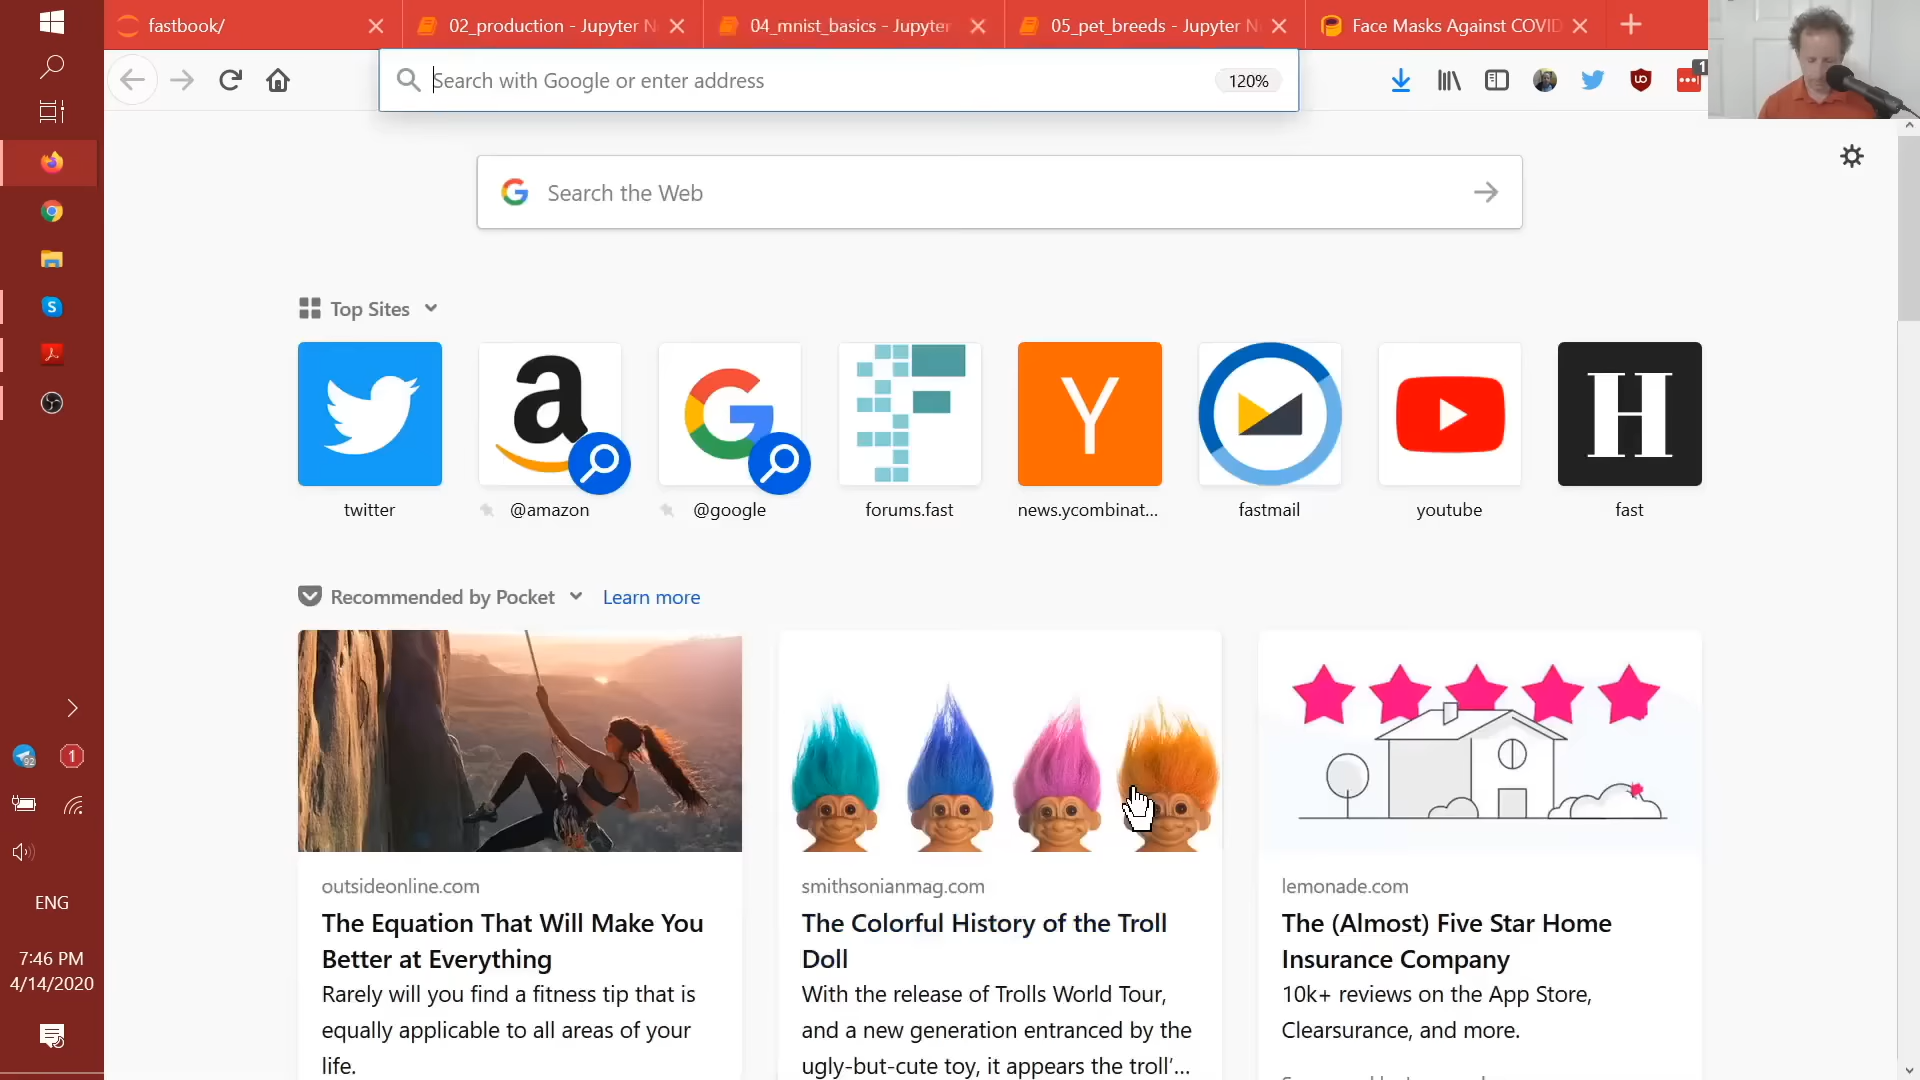 fastbook/
02_production - Jupyter N
04_mnist_basics - Jupyter
05_pet_breeds - Jupyter N
Face Masks Against COVID
Search with Google or enter address
120%
1
Search the Web
Top Sites
twitter
@amazon
@google
forums.fast
news.ycombinat...
fastmail
youtube
fast
Recommended by Pocket
Learn more
outsideonline.com
The Equation That Will Make You
Better at Everything
Rarely will you find a fitness tip that is
equally applicable to all areas of your
life.
smithsonianmag.com
The Colorful History of the Troll
Doll
With the release of Trolls World Tour,
and a new generation entranced by the
ugly-but-cute toy, it appears the troll'...
lemonade.com
The (Almost) Five Star Home
Insurance Company
10k+ reviews on the App Store,
Clearsurance, and more.
92
1
ENG
7:46 PM
4/14/2020